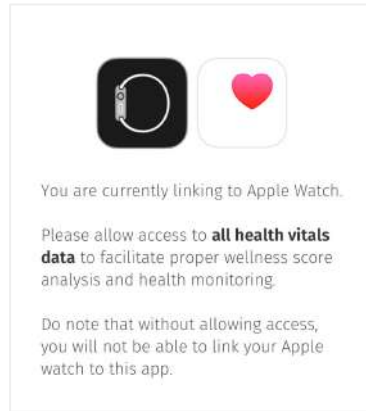 You are currently linking to Apple Watch.
Please allow access to all health vitals
data to facilitate proper wellness score
analysis and health monitoring.
Do note that without allowing access,
you will not be able to link your Apple
watch to this app.